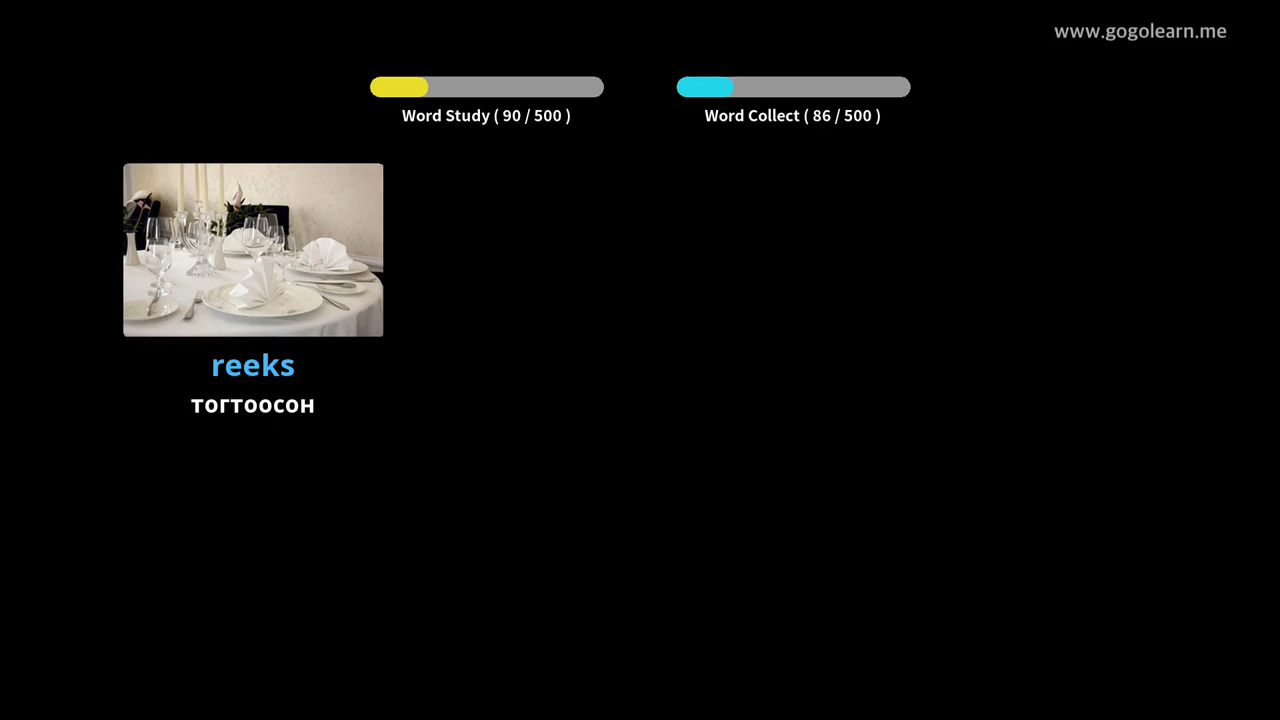 www.gogolearn.me
Word Study ( 90 / 500 )
Word Collect ( 86 / 500 )
reeks
тогтоосон